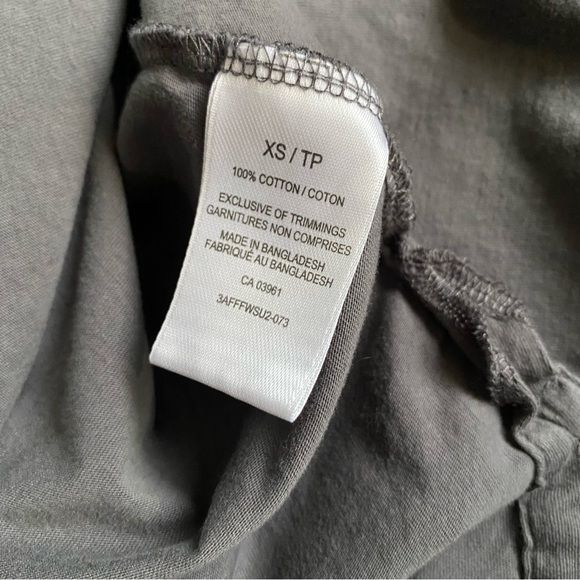 XS / TP
100% COTTON / COTON
EXCLUSIVE OF TRIMMINGS
GARNITURES NON COMPRISES
MADE IN BANGLADESH
FABRIQUÉ AU BANGLADESH
CA 03961
3AFFFWSU2-073